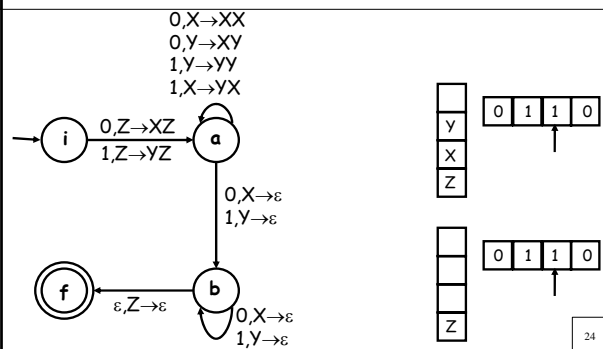 0,X→XX
0,Y→XY
1,Y→YY
1,X→YX
i
0,Z→XZ
1,Z→YZ
a
0,X→ε
1,Y→ε
f
ε,Z→ε
b
0,X→ε
1,Y→ε
Y
X
Z
0 1 1 0
Z
0 1 1 0
24